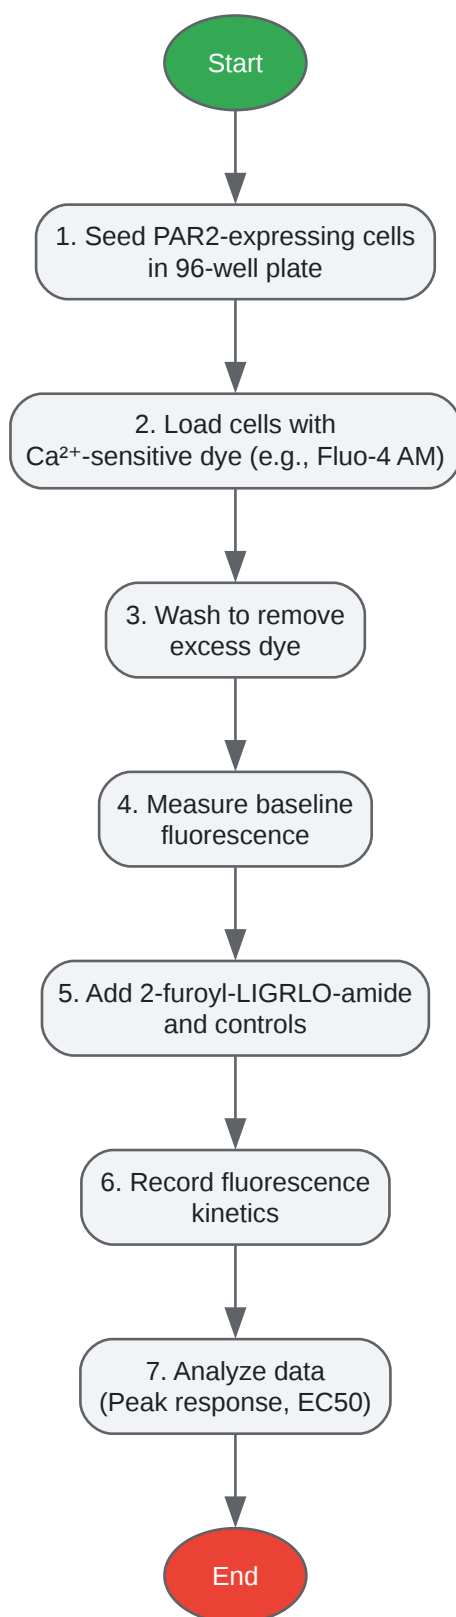 Start
1. Seed PAR2-expressing cells
in 96-well plate
2. Load cells with
Ca²⁺-sensitive dye (e.g., Fluo-4 AM)
3. Wash to remove
excess dye
4. Measure baseline
fluorescence
5. Add 2-furoyl-LIGRLO-amide
and controls
6. Record fluorescence
kinetics
7. Analyze data
(Peak response, EC50)
End